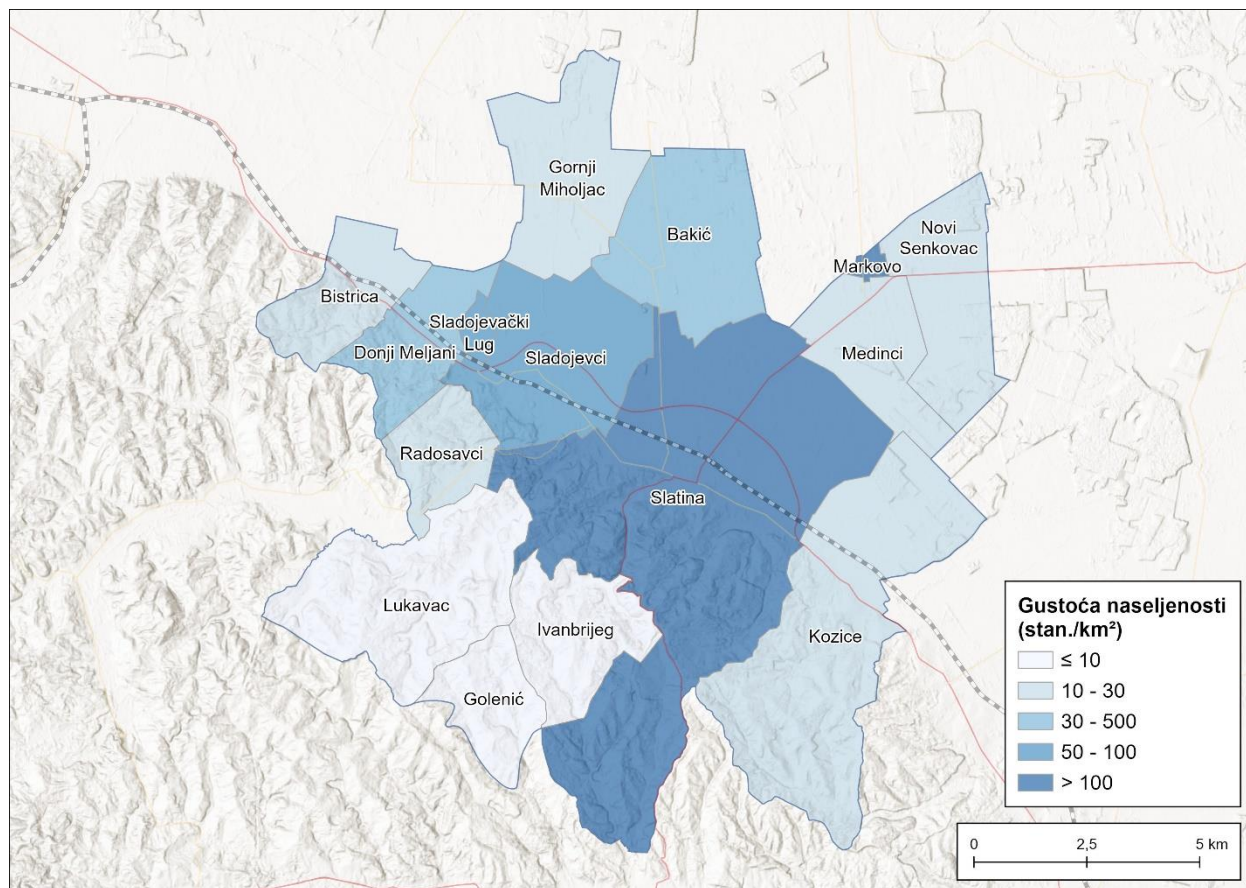 Gornji
Miholjac
Bakić
Novi
Senkovac
Markovo
Bistrica
Sladojevački
Lug
Donji Meljani
Sladojevci
Medinci
Radosavci
Slatina
Lukavac
Ivanbrijeg
Kozice
Golenić
Gustoća naseljenosti
(stan./km²)
≤ 10
10 - 30
30 - 500
50 - 100
> 100
0 2,5 5 km